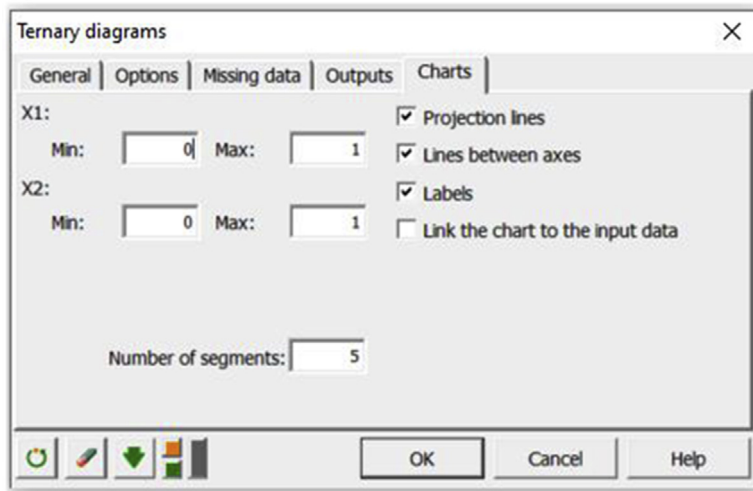 Ternary diagrams
General Options Missing data Outputs Charts
X1:
Min: 0 Max: 1
X2:
Min: 0 Max: 1
Projection lines
Lines between axes
Labels
Link the chart to the input data
Number of segments: 5
OK Cancel Help